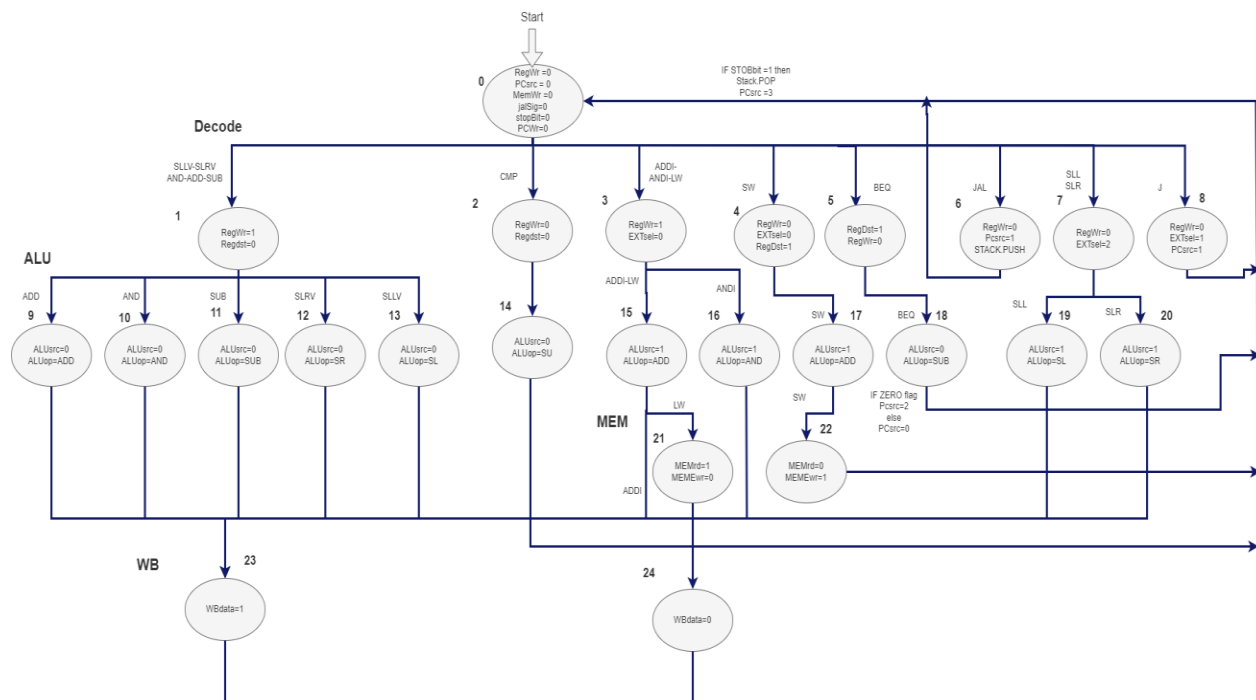 Start
0
RegWr =0
PCsrc = 0
MemWr =0
jalSig=0
stopBit=0
PCWr=0
IF STOBbit =1 then
Stack.POP
PCsrc =3
Decode
SLLV-SLRV
AND-ADD-SUB
CMP
ADDI-
ANDI-LW
SW
BEQ
JAL
SLL
SLR
J
1
RegWr=1
Regdst=0
2
RegWr=0
Regdst=0
3
RegWr=1
EXTsel=0
4
RegWr=0
EXTsel=0
RegDst=1
5
RegDst=1
RegWr=0
6
RegWr=0
Pcsrc=1
STACK.PUSH
7
RegWr=0
EXTsel=2
8
RegWr=0
EXTsel=1
PCsrc=1
ALU
ADD
AND
SUB
SLRV
SLLV
ADDI-LW
ANDI
SW
BEQ
SLL
SLR
9
ALUsrc=0
ALUop=ADD
10
ALUsrc=0
ALUop=AND
11
ALUsrc=0
ALUop=SUB
12
ALUsrc=0
ALUop=SR
13
ALUsrc=0
ALUop=SL
14
ALUsrc=0
ALUop=SU
15
ALUsrc=1
ALUop=ADD
16
ALUsrc=1
ALUop=AND
17
ALUsrc=1
ALUop=ADD
18
ALUsrc=0
ALUop=SUB
19
ALUsrc=1
ALUop=SL
20
ALUsrc=1
ALUop=SR
IF ZERO flag
Pcsrc=2
else
PCsrc=0
MEM
LW
SW
21
MEMrd=1
MEMEwr=0
22
MEMrd=0
MEMEwr=1
ADDI
WB
23
WBdata=1
24
WBdata=0